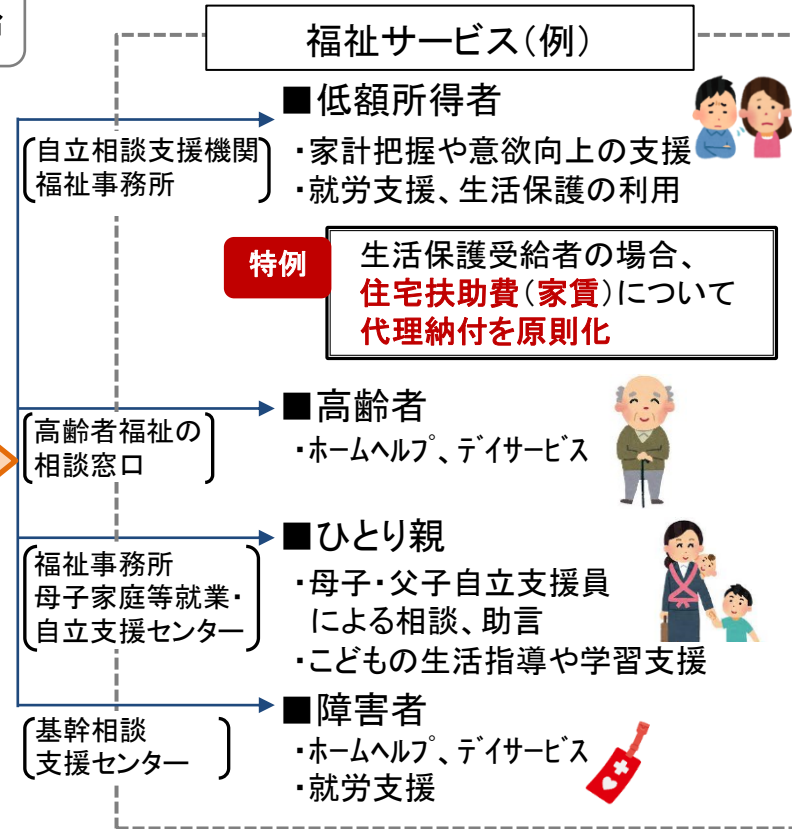 福祉サービス（例）
■低額所得者
自立相談支援機関
福祉事務所
・家計把握や意欲向上の支援
・就労支援、生活保護の利用
特例
生活保護受給者の場合、
住宅扶助費（家賃）について
代理納付を原則化
■高齢者
高齢者福祉の
相談窓口
・ﾎｰﾑﾍﾙﾌﾟ、ﾃﾞｲｻｰﾋﾞｽ
■ひとり親
福祉事務所
母子家庭等就業・
自立支援センター
・母子・父子自立支援員
による相談、助言
・こどもの生活指導や学習支援
■障害者
基幹相談
支援センター
・ﾎｰﾑﾍﾙﾌﾟ、ﾃﾞｲｻｰﾋﾞｽ
・就労支援